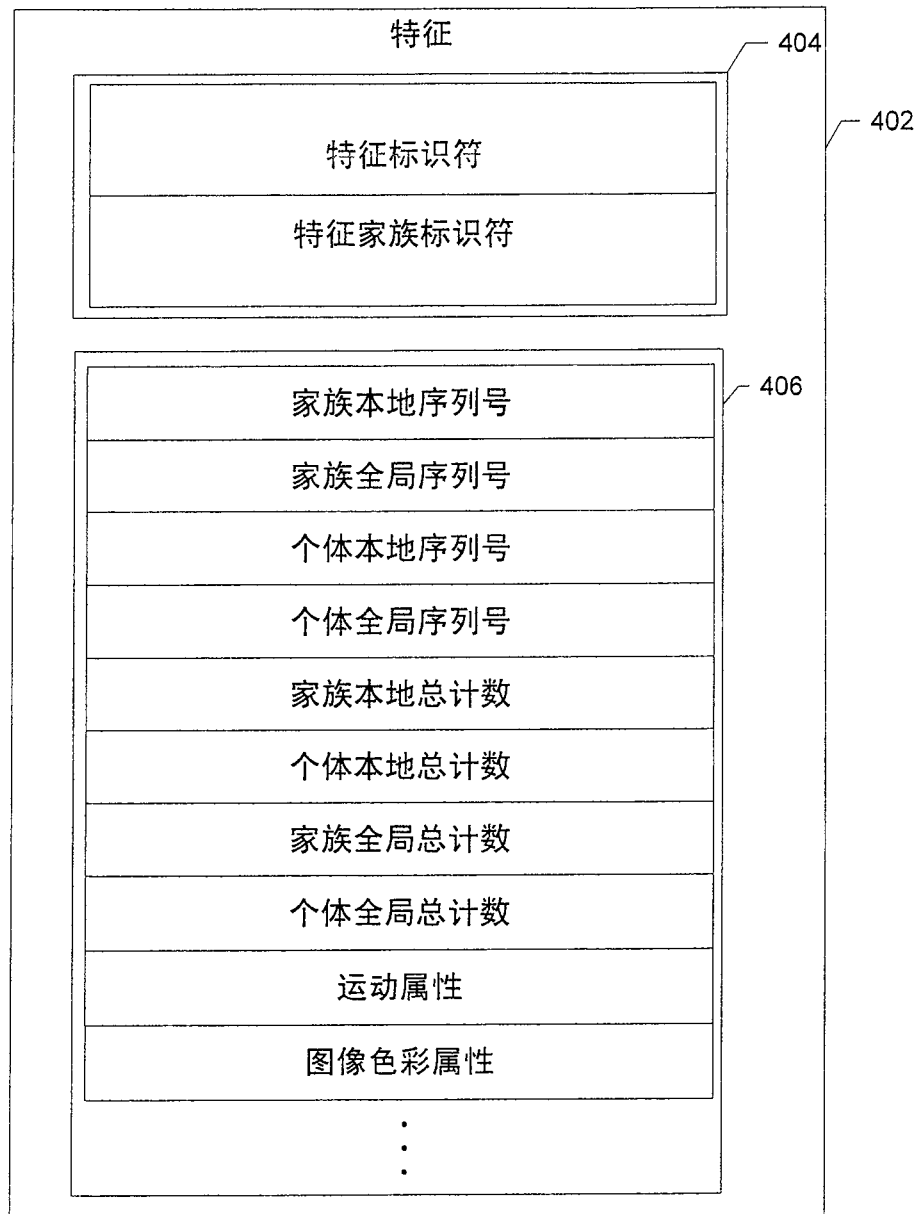 特征
404
402
特征标识符
特征家族标识符
406
家族本地序列号
家族全局序列号
个体本地序列号
个体全局序列号
家族本地总计数
个体本地总计数
家族全局总计数
个体全局总计数
运动属性
图像色彩属性